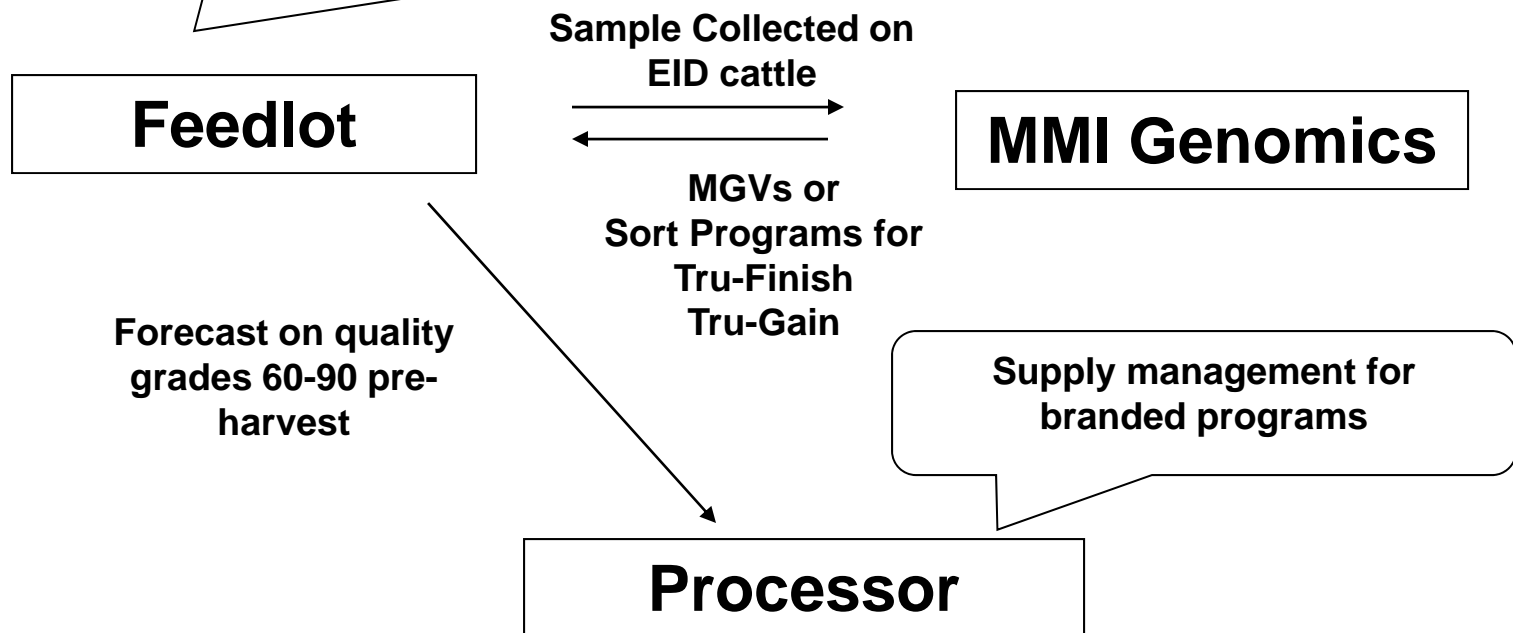 Sample Collected on
EID cattle
Feedlot
MMI Genomics
MGVs or
Sort Programs for
Tru-Finish
Tru-Gain
Forecast on quality
grades 60-90 pre-
harvest
Supply management for
branded programs
Processor